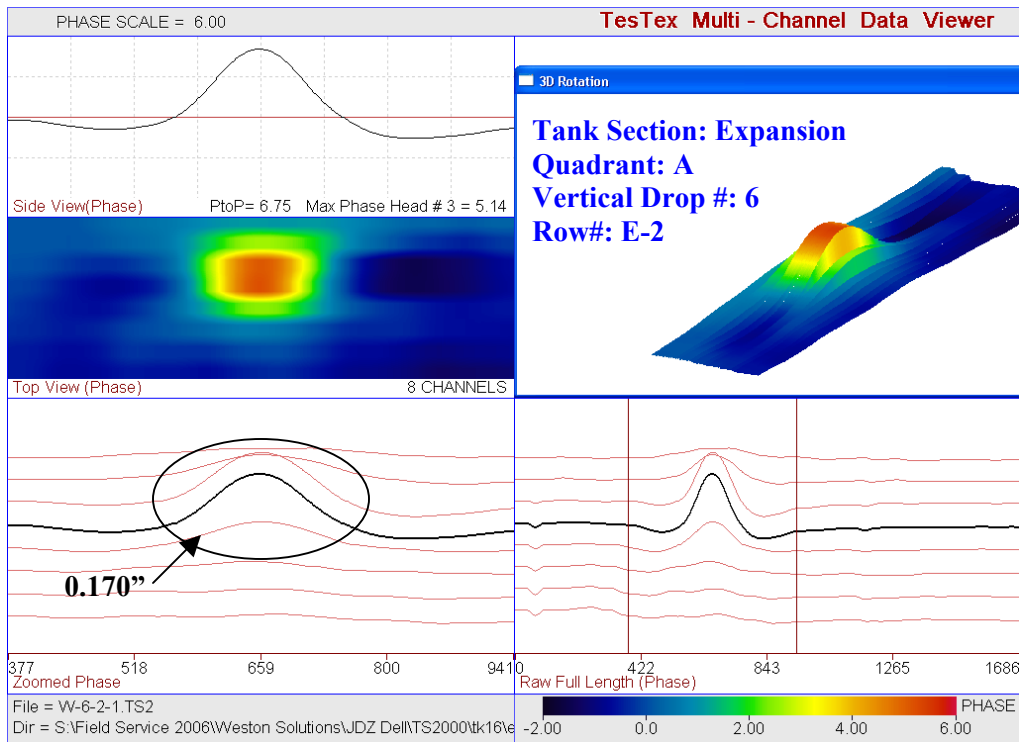 PHASE SCALE = 6.00
TesTex Multi - Channel Data Viewer
Side View(Phase) PtoP= 6.75 Max Phase Head # 3 = 5.14
3D Rotation
Tank Section: Expansion
Quadrant: A
Vertical Drop #: 6
Row#: E-2
Top View (Phase) 8 CHANNELS
0.170”
377 518 659 800 941
Zoomed Phase
0 422 843 1265 1686
Raw Full Length (Phase)
File = W-6-2-1.TS2
Dir = S:\Field Service 2006\Weston Solutions\JDZ Dell\TS2000\tk16\e
PHASE
-2.00 0.0 2.00 4.00 6.00